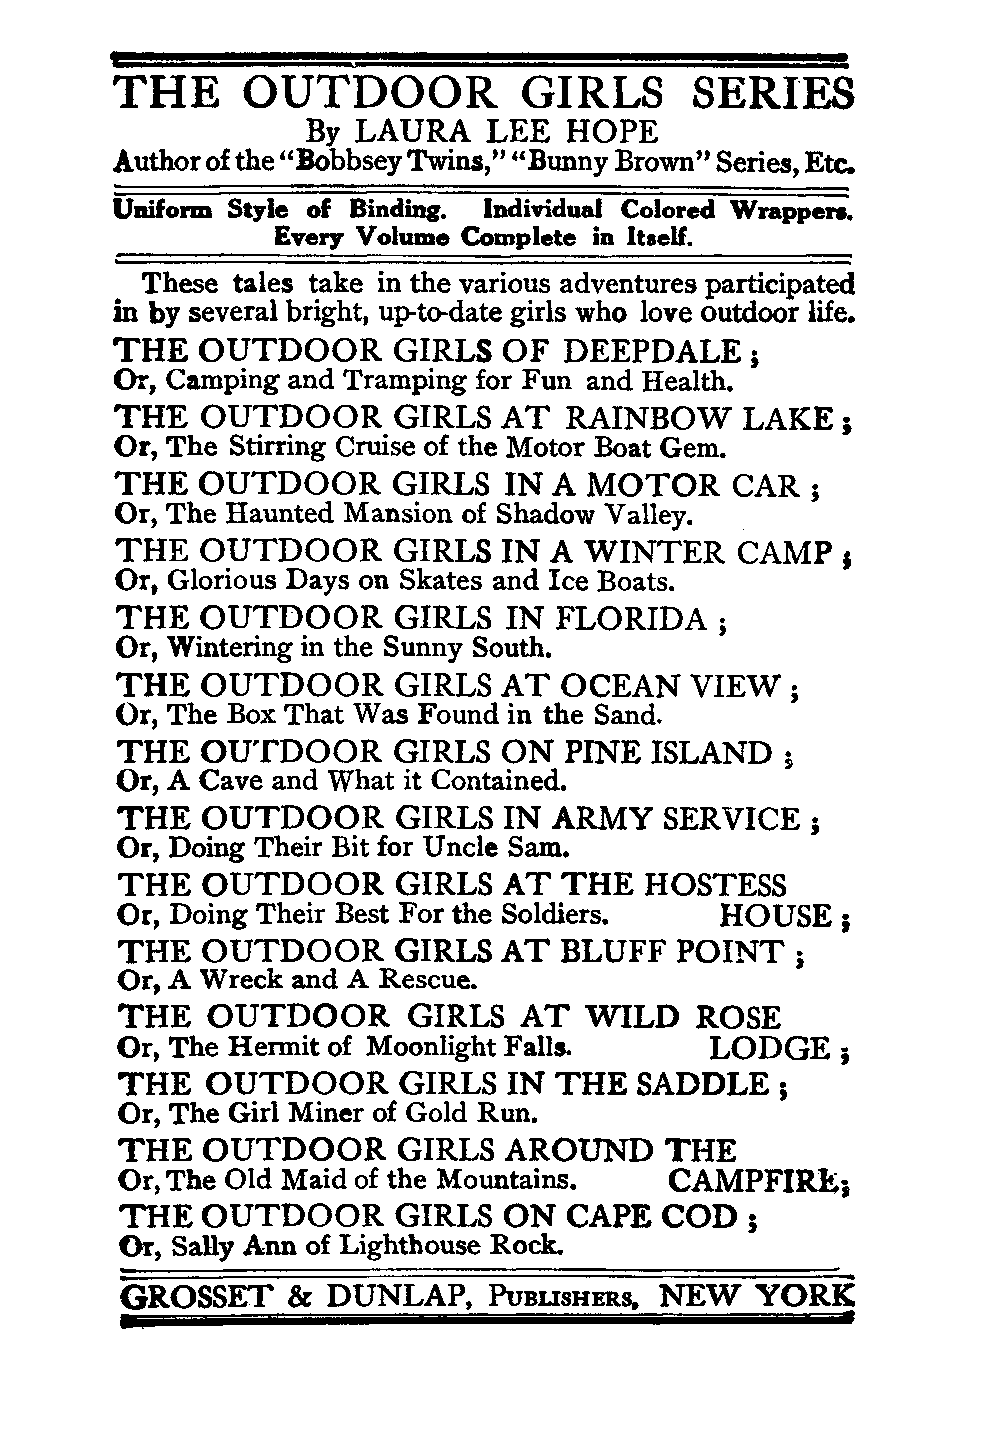 THE OUTDOOR GIRLS SERIES
By LAURA LEE HOPE
Author of the "Bobbsey Twins," "Bunny Brown" Series, Etc.
Uniform Style of Binding. Individual Colored Wrappers.
Every Volume Complete in Itself.
These tales take in the various adventures participated
in by several bright, up-to-date girls who love outdoor life.
THE OUTDOOR GIRLS OF DEEPDALE;
Or, Camping and Tramping for Fun and Health.
THE OUTDOOR GIRLS AT RAINBOW LAKE;
Or, The Stirring Cruise of the Motor Boat Gem.
THE OUTDOOR GIRLS IN A MOTOR CAR;
Or, The Haunted Mansion of Shadow Valley.
THE OUTDOOR GIRLS IN A WINTER CAMP;
Or, Glorious Days on Skates and Ice Boats.
THE OUTDOOR GIRLS IN FLORIDA;
Or, Wintering in the Sunny South.
THE OUTDOOR GIRLS AT OCEAN VIEW;
Or, The Box That Was Found in the Sand.
THE OUTDOOR GIRLS ON PINE ISLAND;
Or, A Cave and What it Contained.
THE OUTDOOR GIRLS IN ARMY SERVICE;
Or, Doing Their Bit for Uncle Sam.
THE OUTDOOR GIRLS AT THE HOSTESS
Or, Doing Their Best For the Soldiers. HOUSE;
THE OUTDOOR GIRLS AT BLUFF POINT;
Or, A Wreck and A Rescue.
THE OUTDOOR GIRLS AT WILD ROSE
Or, The Hermit of Moonlight Falls. LODGE;
THE OUTDOOR GIRLS IN THE SADDLE;
Or, The Girl Miner of Gold Run.
THE OUTDOOR GIRLS AROUND THE
Or, The Old Maid of the Mountains. CAMPFIRE;
THE OUTDOOR GIRLS ON CAPE COD;
Or, Sally Ann of Lighthouse Rock.
GROSSET & DUNLAP, PUBLISHERS, NEW YORK